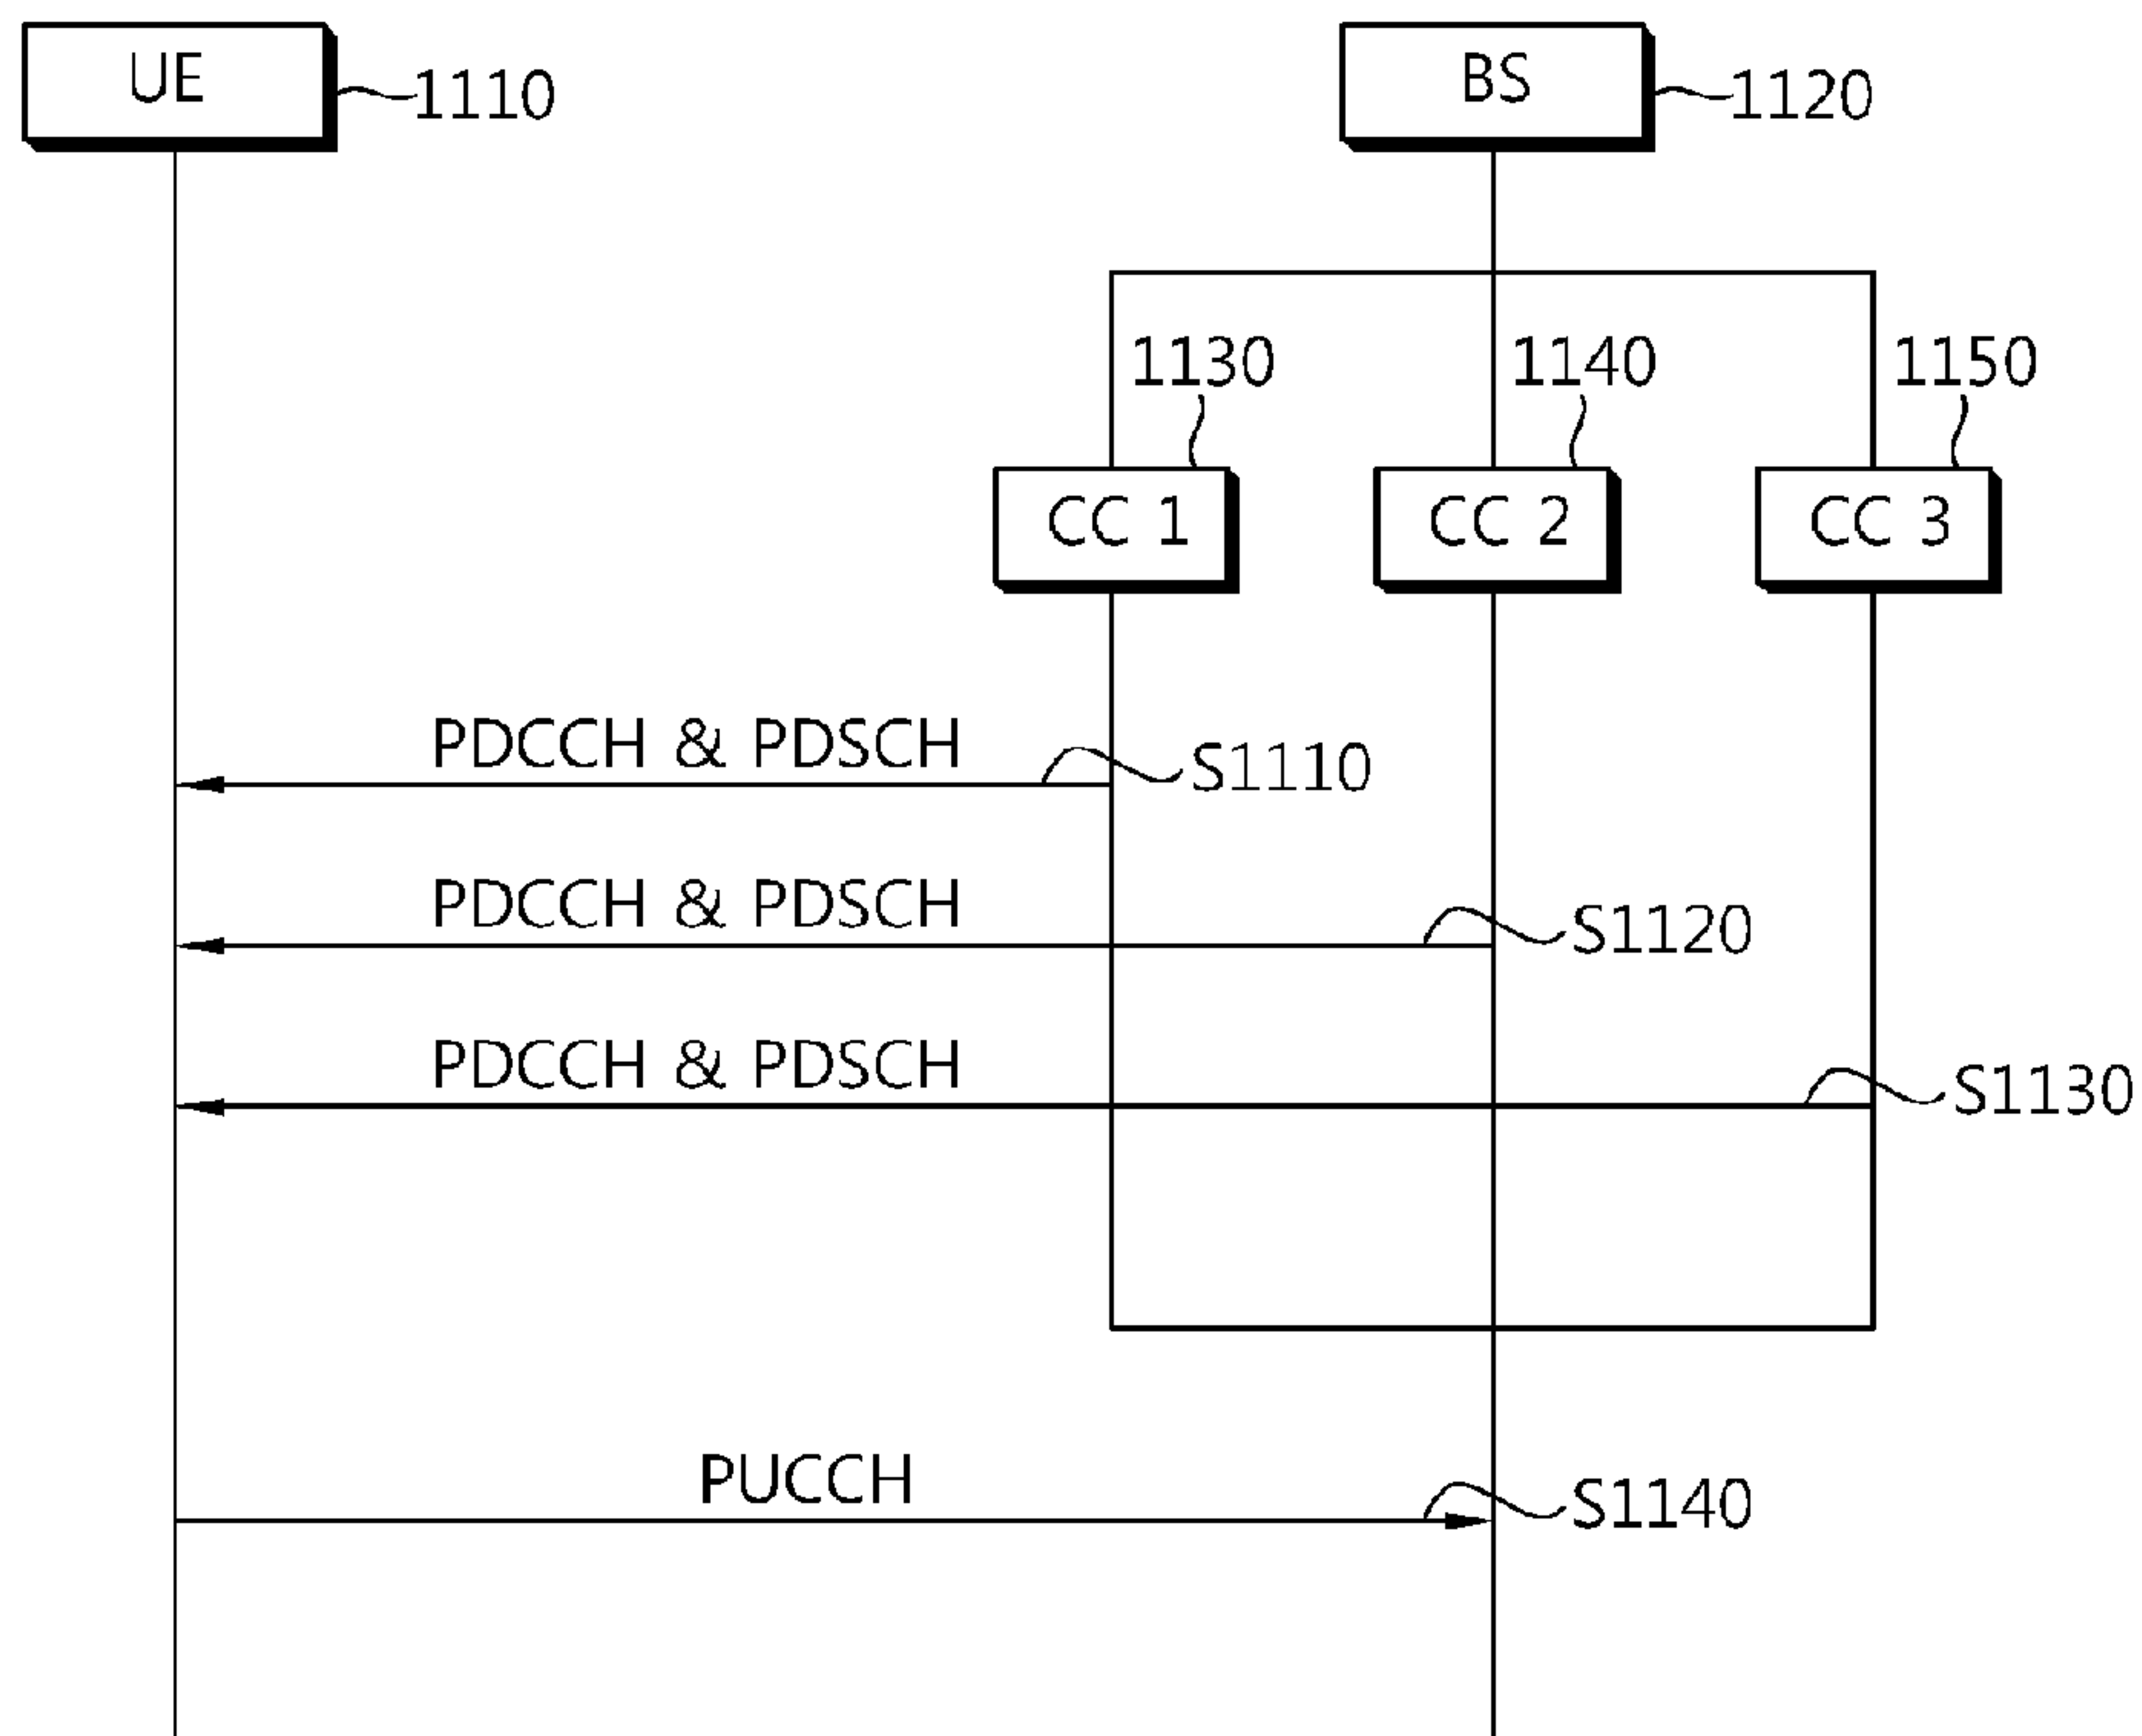 UE
1110
BS
1120
1130
1140
1150
CC 1
CC 2
CC 3
PDCCH & PDSCH
S1110
PDCCH & PDSCH
S1120
PDCCH & PDSCH
S1130
PUCCH
S1140